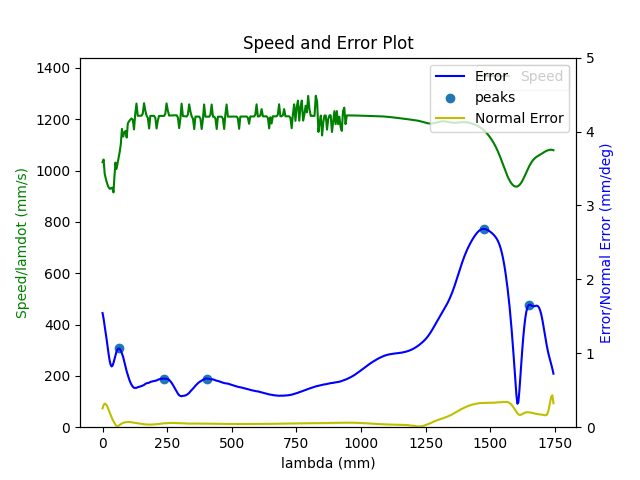 Speed and Error Plot
Error
Speed
peaks
Normal Error
Speed/lamdot (mm/s)
1400
1200
1000
800
600
400
200
0
5
4
3
2
1
0
Error/Normal Error (mm/deg)
0 250 500 750 1000 1250 1500 1750
lambda (mm)